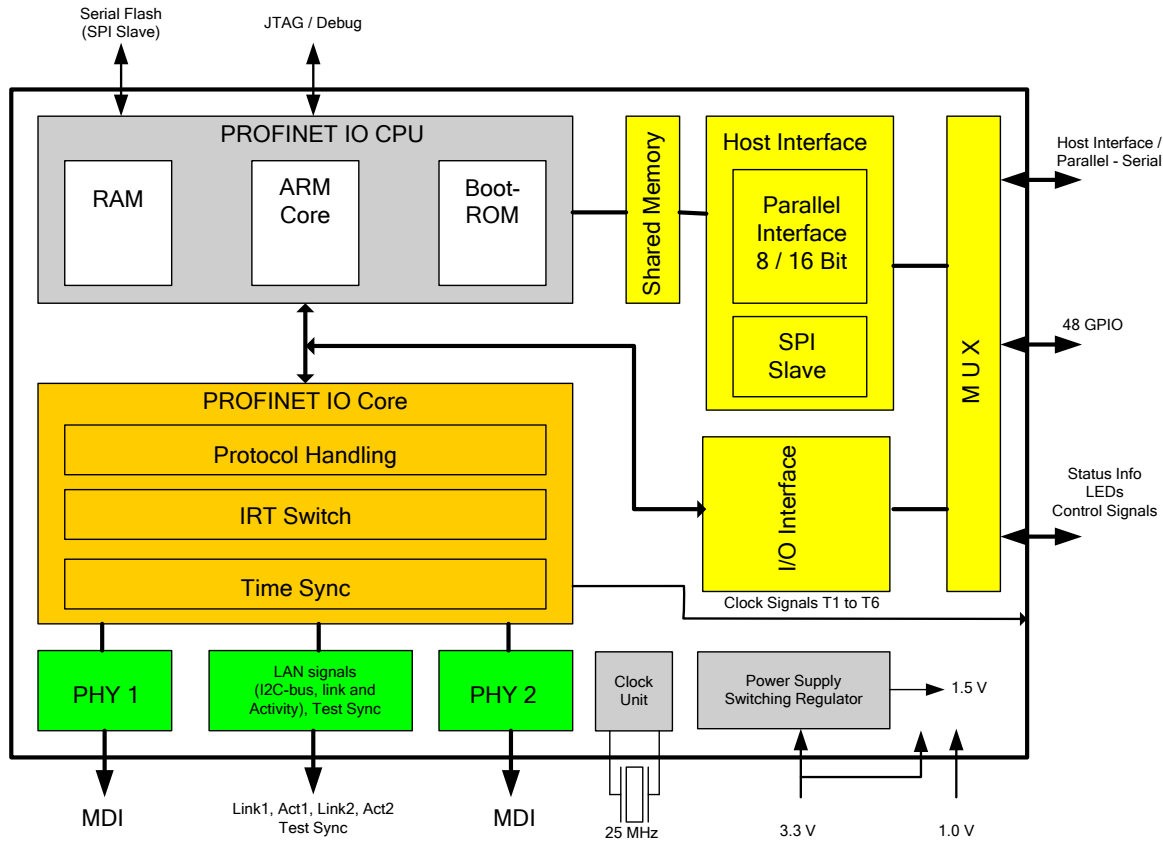 Serial Flash
(SPI Slave)
JTAG / Debug
PROFINET IO CPU
RAM
ARM
Core
Boot-
ROM
Shared Memory
Host Interface
Parallel
Interface
8 / 16 Bit
SPI
Slave
M U X
Host Interface /
Parallel - Serial
48 GPIO
Status Info
LEDs
Control Signals
PROFINET IO Core
Protocol Handling
IRT Switch
Time Sync
I/O Interface
Clock Signals T1 to T6
PHY 1
LAN signals
(I2C-bus, link and
Activity), Test Sync
PHY 2
Clock
Unit
Power Supply
Switching Regulator
1.5 V
MDI
Link1, Act1, Link2, Act2
Test Sync
MDI
25 MHz
3.3 V
1.0 V